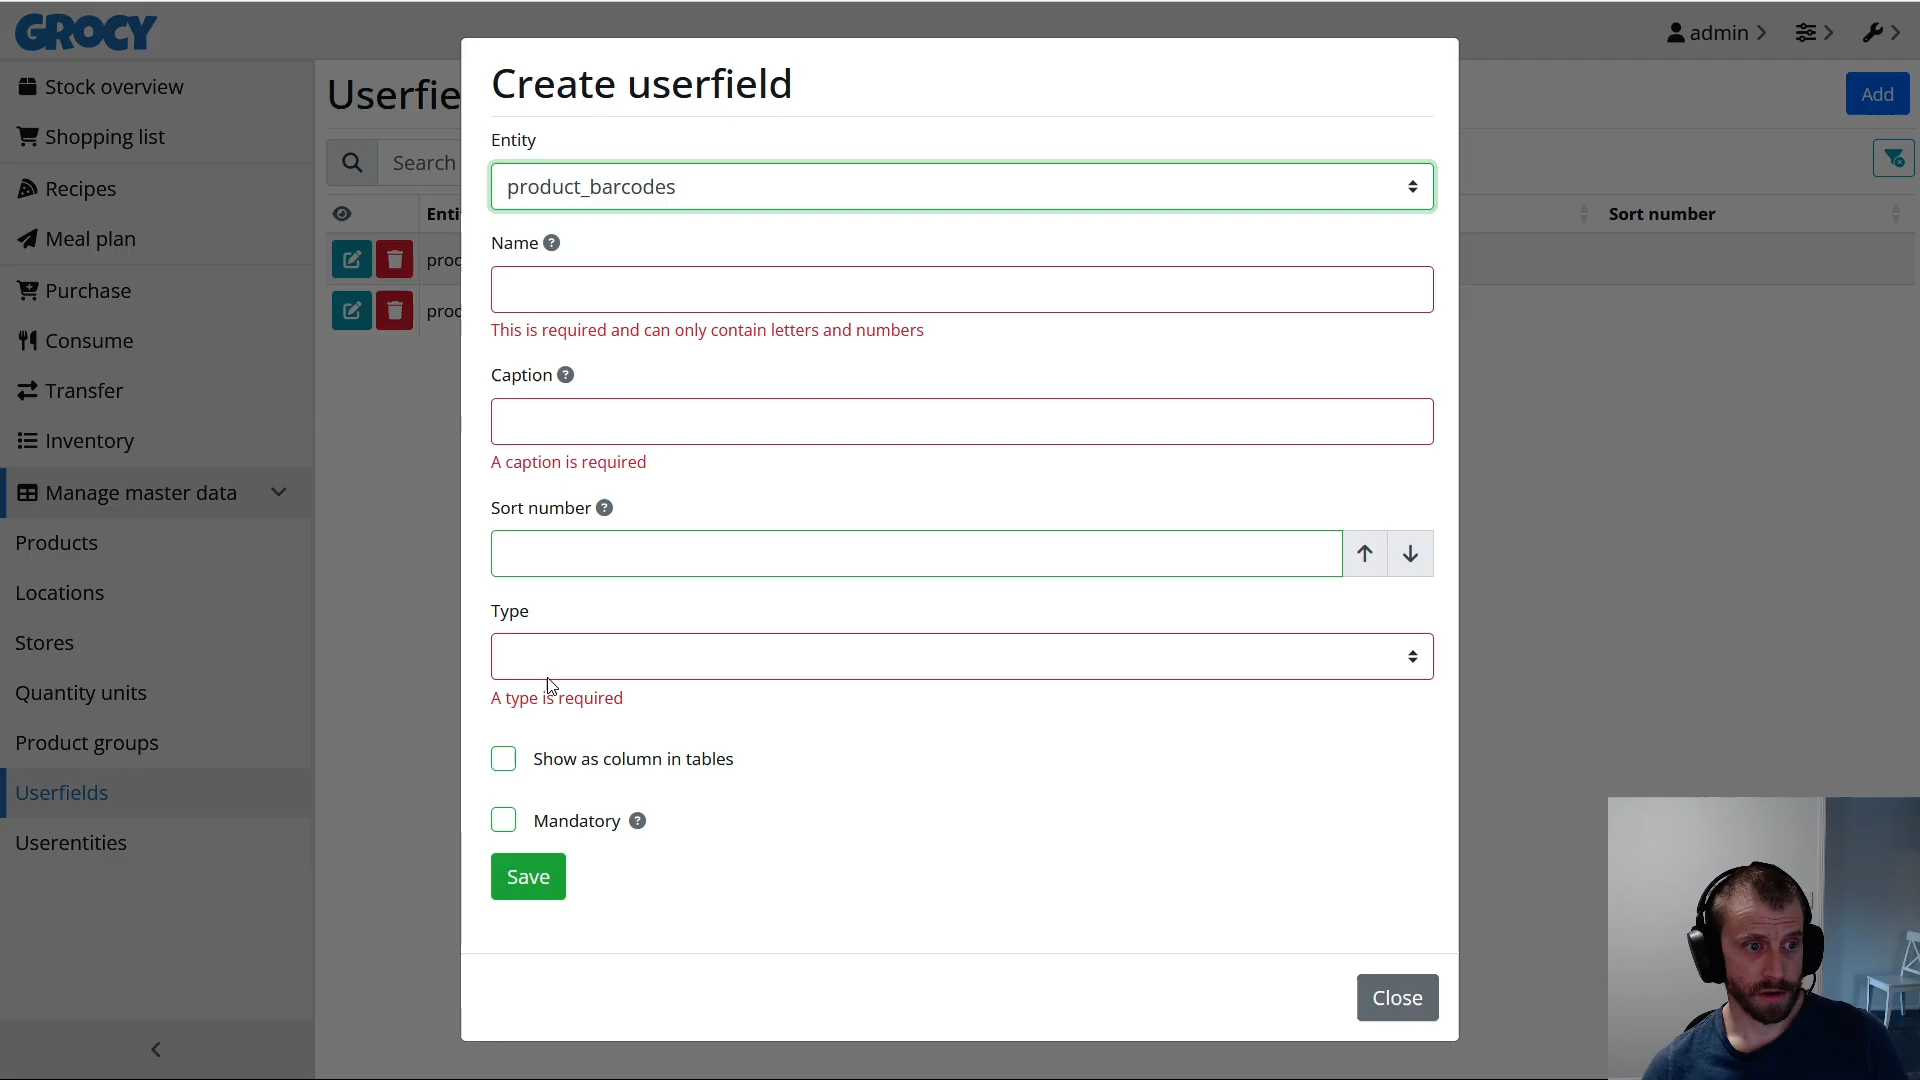 GROCY
admin
Stock overview
Shopping list
Recipes
Meal plan
Purchase
Consume
Transfer
Inventory
Manage master data
Products
Locations
Stores
Quantity units
Product groups
Userfields
Userentities
Userfie
Add
Search
Enti
Sort number
prod
prod
Create userfield
Entity
product_barcodes
Name
This is required and can only contain letters and numbers
Caption
A caption is required
Sort number
Type
A type is required
Show as column in tables
Mandatory
Save
Close